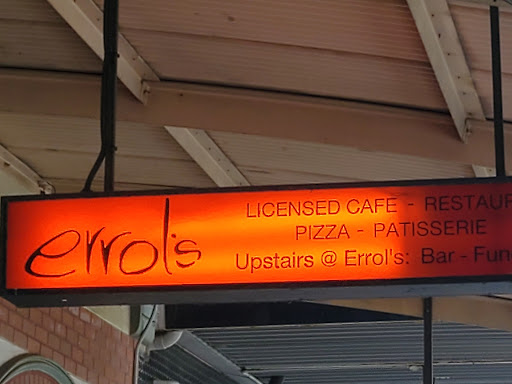 errol's
LICENSED CAFE - RESTAUR
PIZZA - PATISSERIE
Upstairs @ Errol's: Bar - Fun